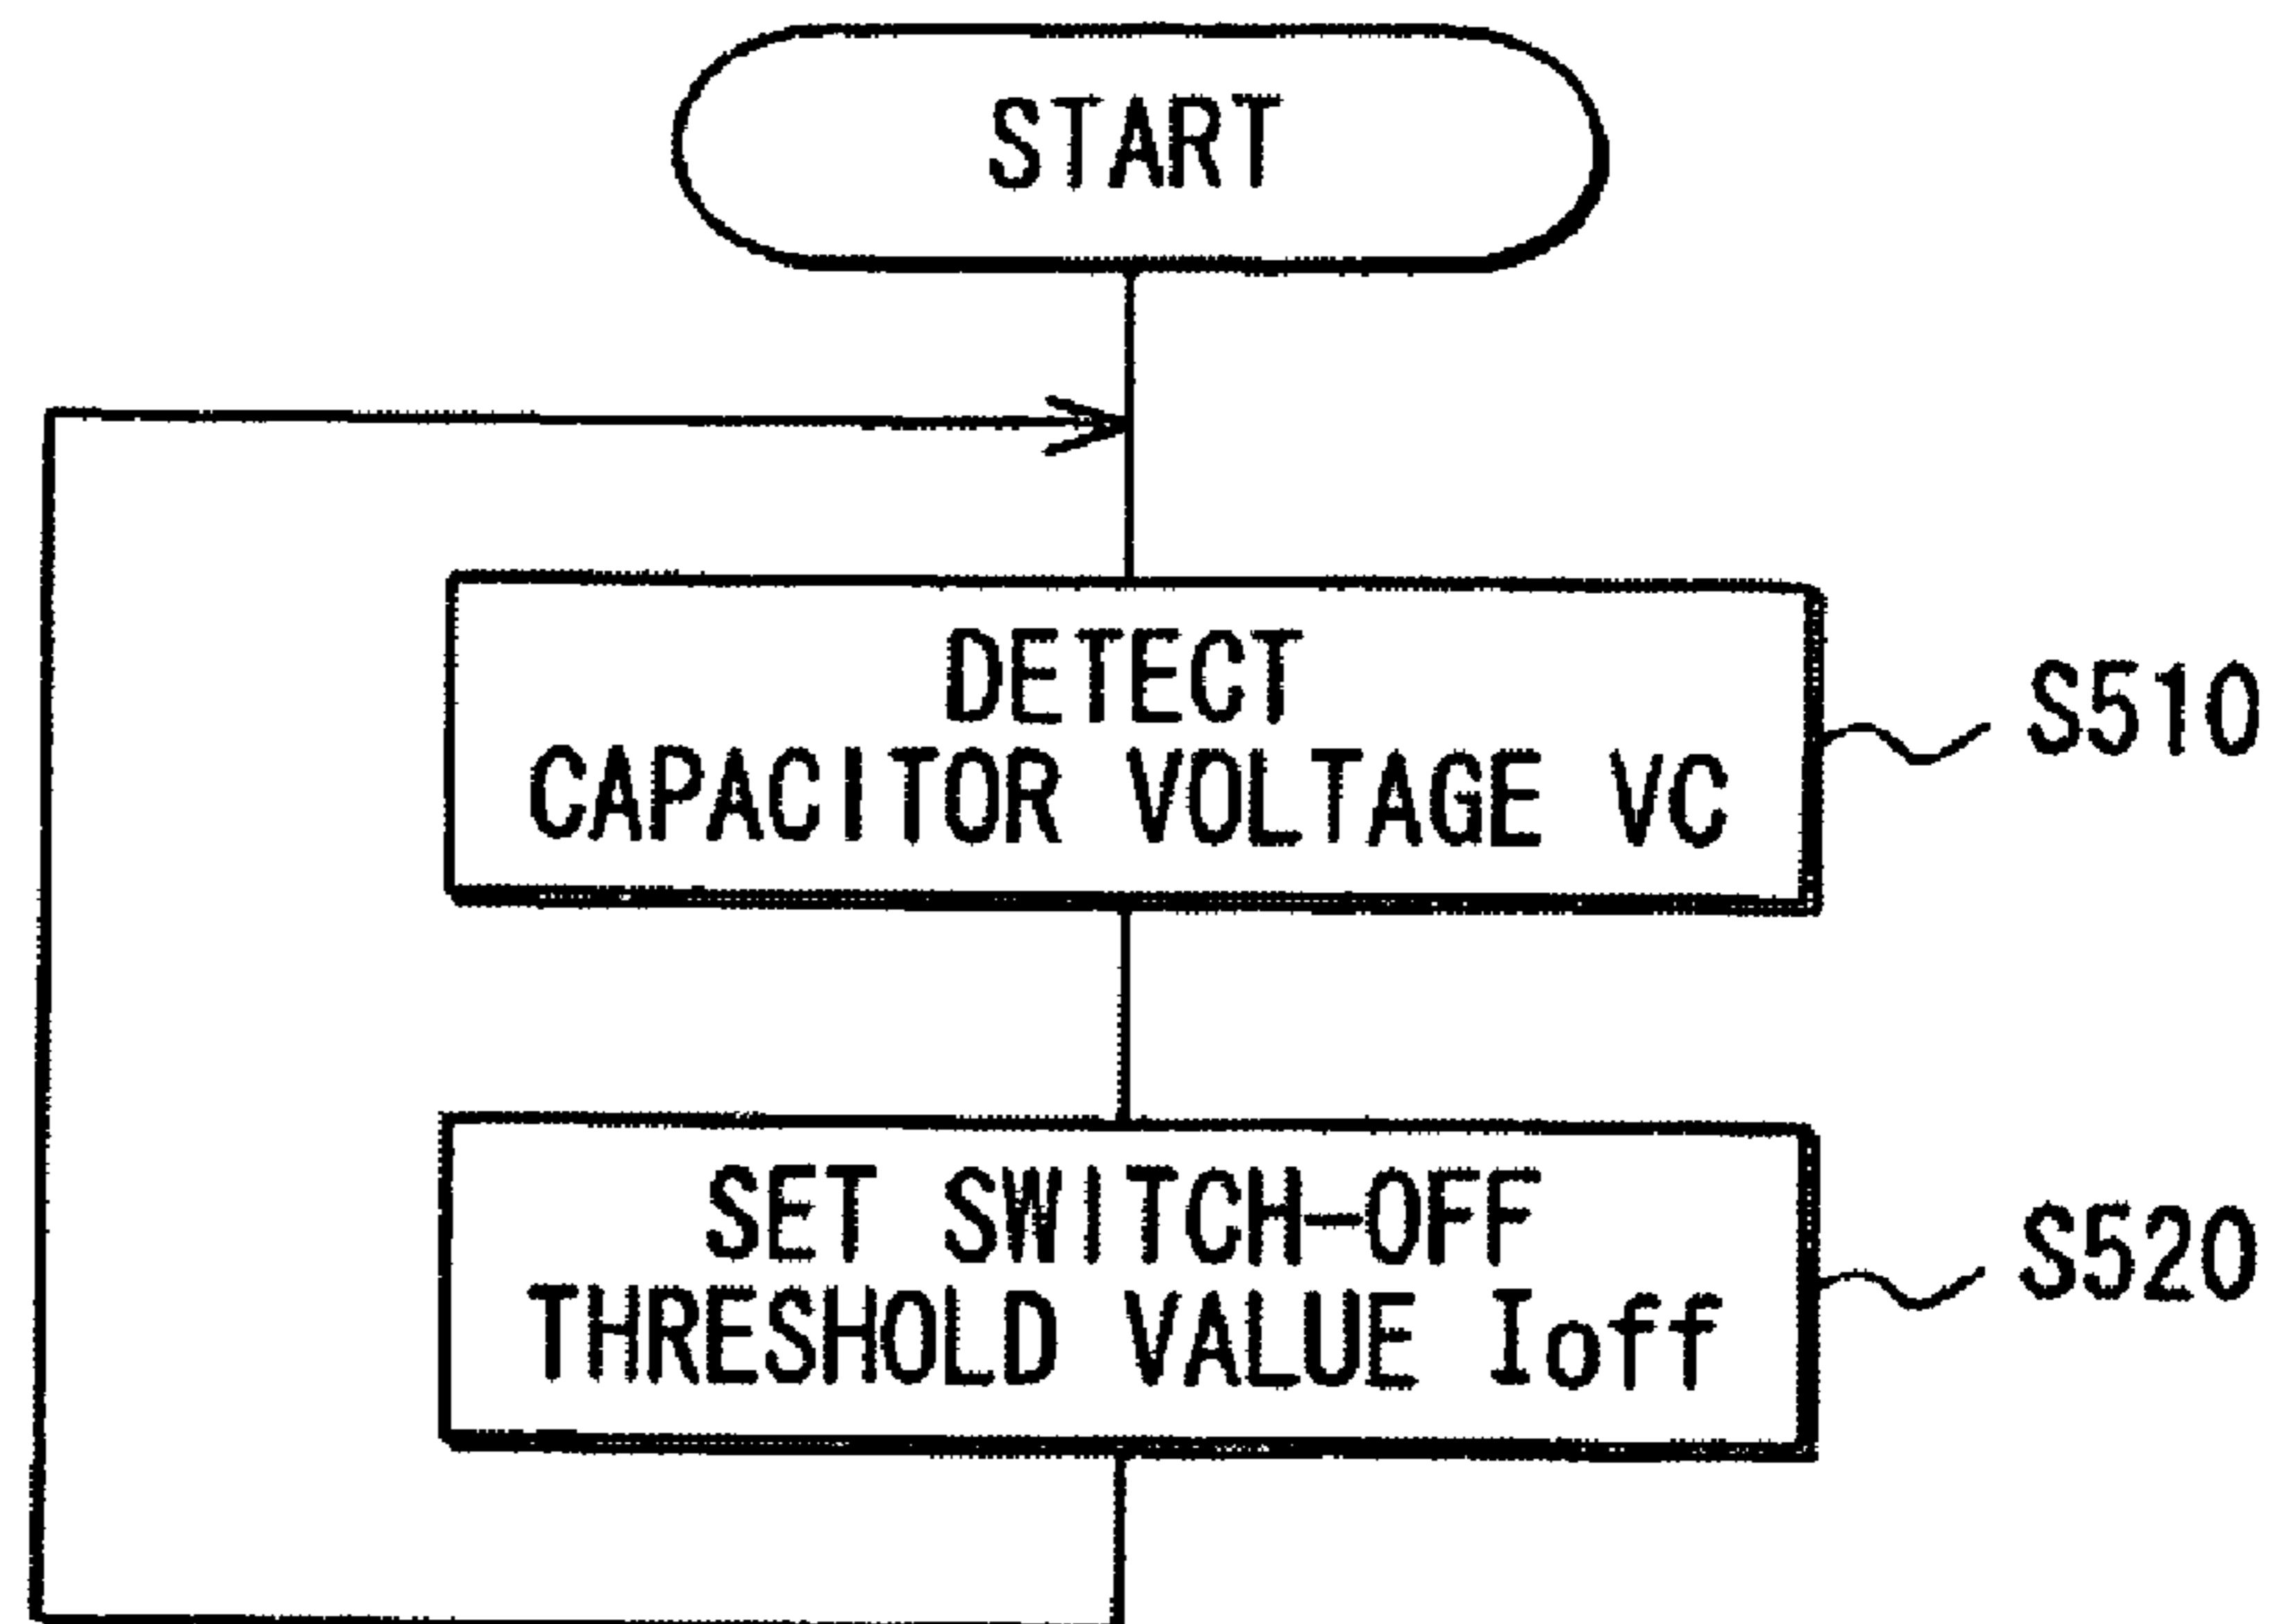 START
DETECT
CAPACITOR VOLTAGE VC
S510
SET SWITCH-OFF
THRESHOLD VALUE Ioff
S520